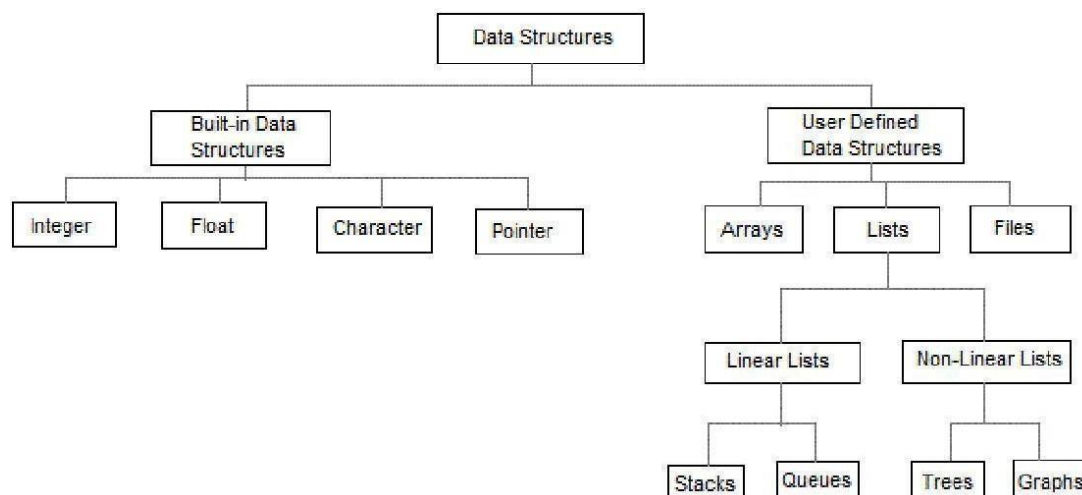 Data Structures
Built-in Data
Structures
User Defined
Data Structures
Integer
Float
Character
Pointer
Arrays
Lists
Files
Linear Lists
Non-Linear Lists
Stacks
Queues
Trees
Graphs